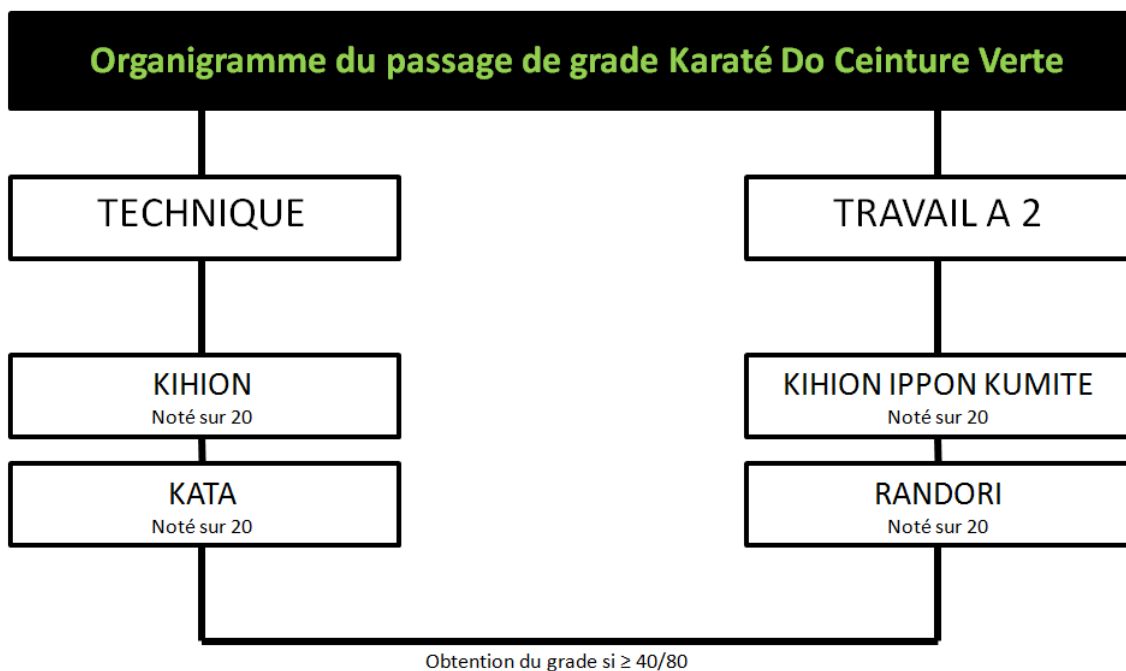 Organigramme du passage de grade Karaté Do Ceinture Verte
TECHNIQUE
TRAVAIL A 2
KIHION
Noté sur 20
KIHION IPPON KUMITE
Noté sur 20
KATA
Noté sur 20
RANDORI
Noté sur 20
Obtention du grade si ≥ 40/80